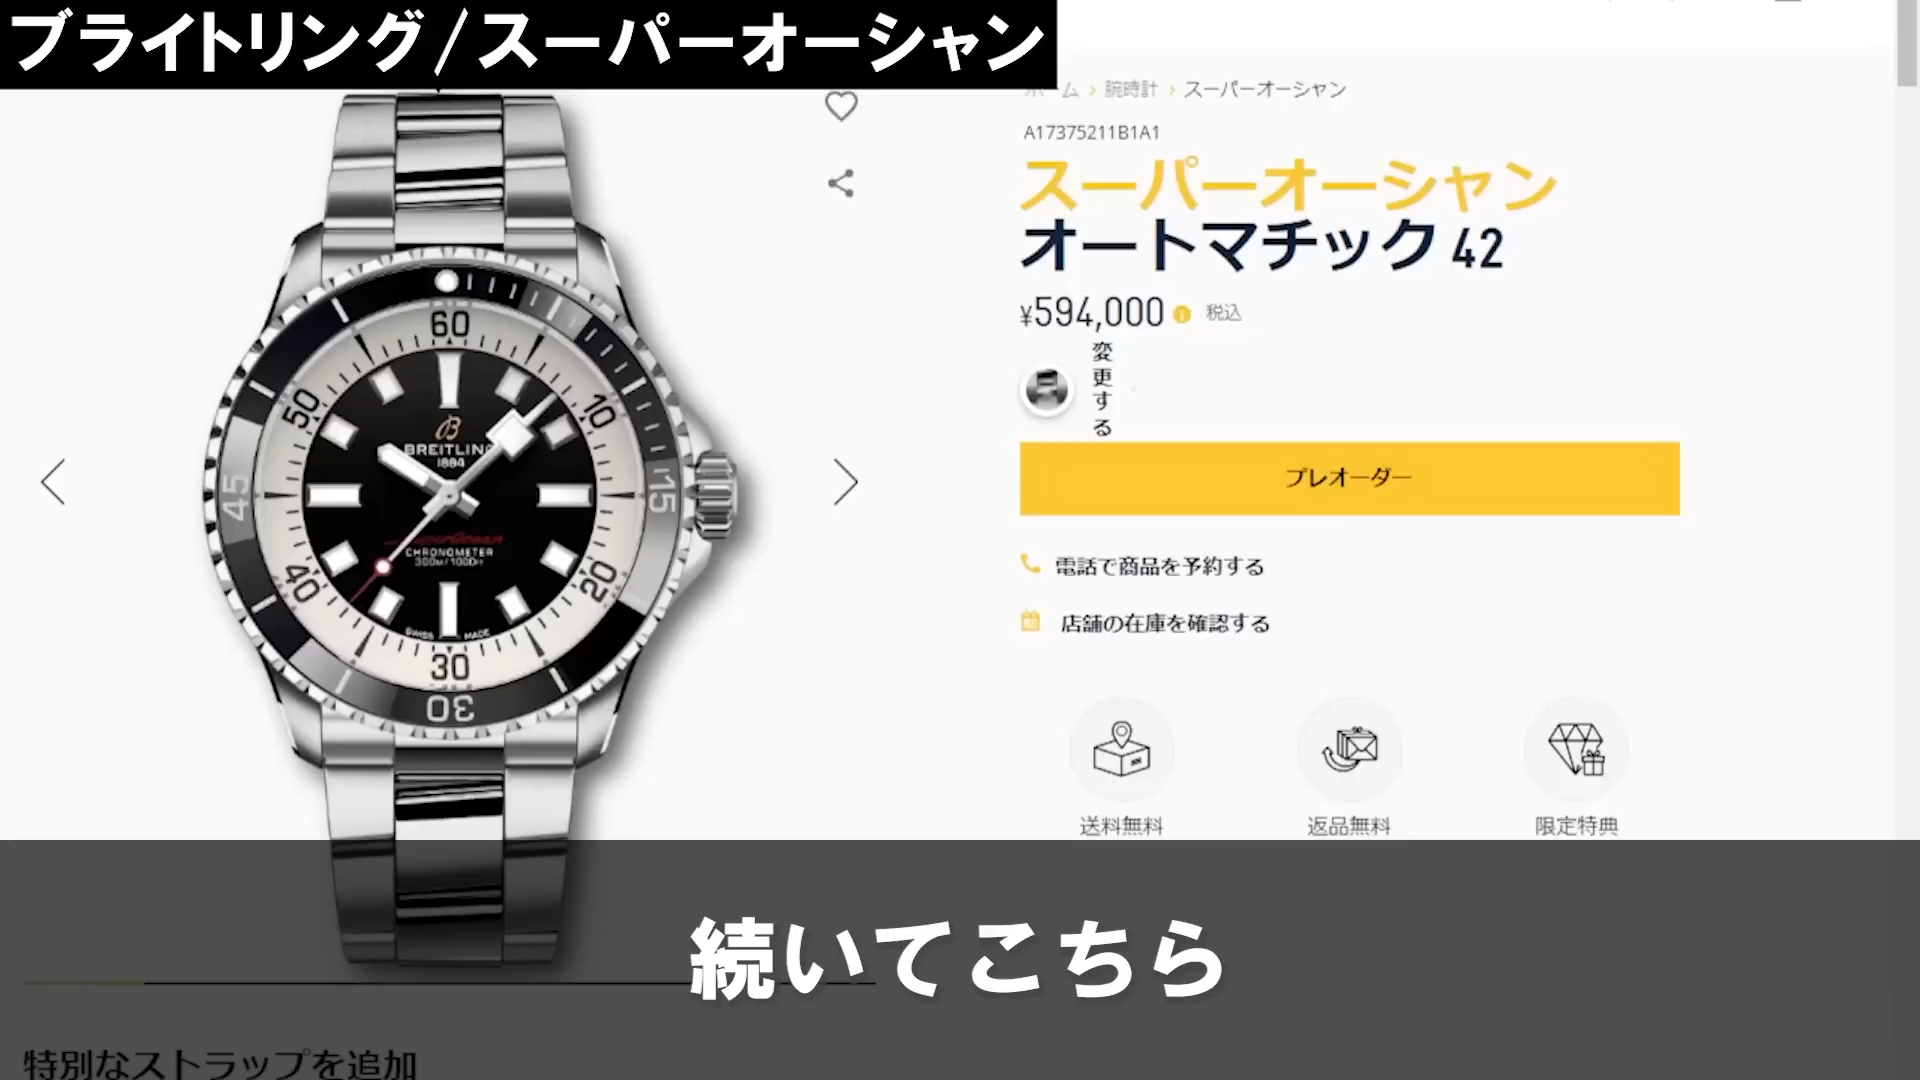 ブライトリング/スーパーオーシャン
腕時計 › スーパーオーシャン
A17375211B1A1
スーパーオーシャン
オートマチック 42
¥594,000 税込
変更する
プレオーダー
電話で商品を予約する
店舗の在庫を確認する
送料無料
返品無料
限定特典
60
10
15
20
30
30
40
45
50
B
BREITLING
1884
CHRONOMETER
300M/1000FT
SWISS MADE
続いてこちら
特別なストラップを追加